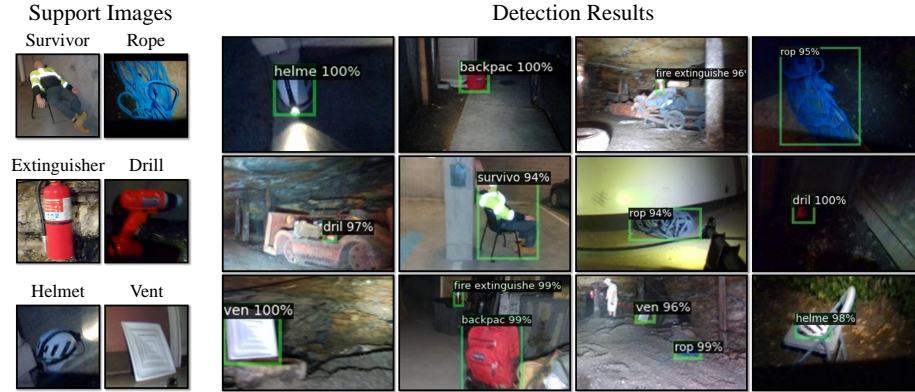 Support Images
Detection Results
Survivor
Rope
Extinguisher
Drill
Helmet
Vent
helme 100%
backpac 100%
fire extinguishe 96%
rop 95%
dril 97%
survivo 94%
rop 94%
dril 100%
ven 100%
fire extinguishe 99%
backpac 99%
ven 96%
rop 99%
helme 98%